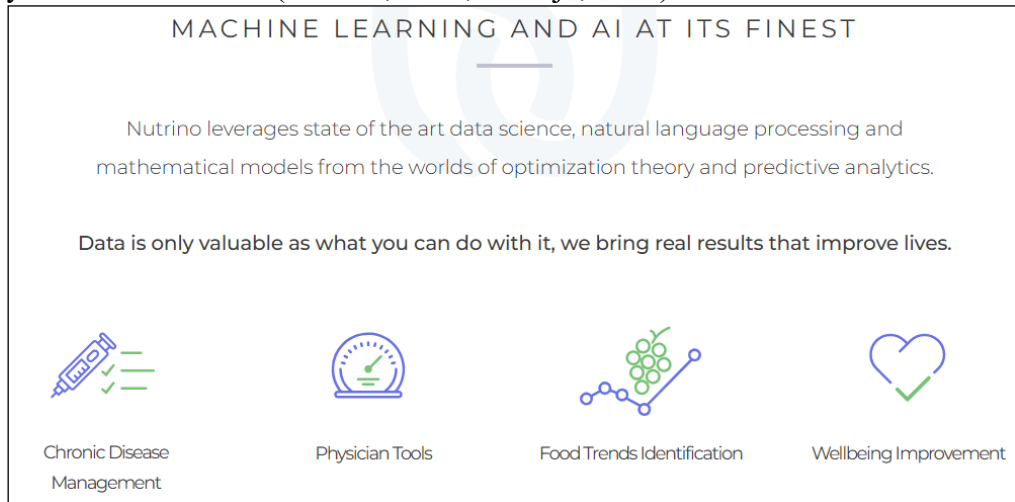 MACHINE LEARNING AND AI AT ITS FINEST
Nutrino leverages state of the art data science, natural language processing and
mathematical models from the worlds of optimization theory and predictive analytics.
Data is only valuable as what you can do with it, we bring real results that improve lives.
Chronic Disease
Management
Physician Tools
Food Trends Identification
Wellbeing Improvement